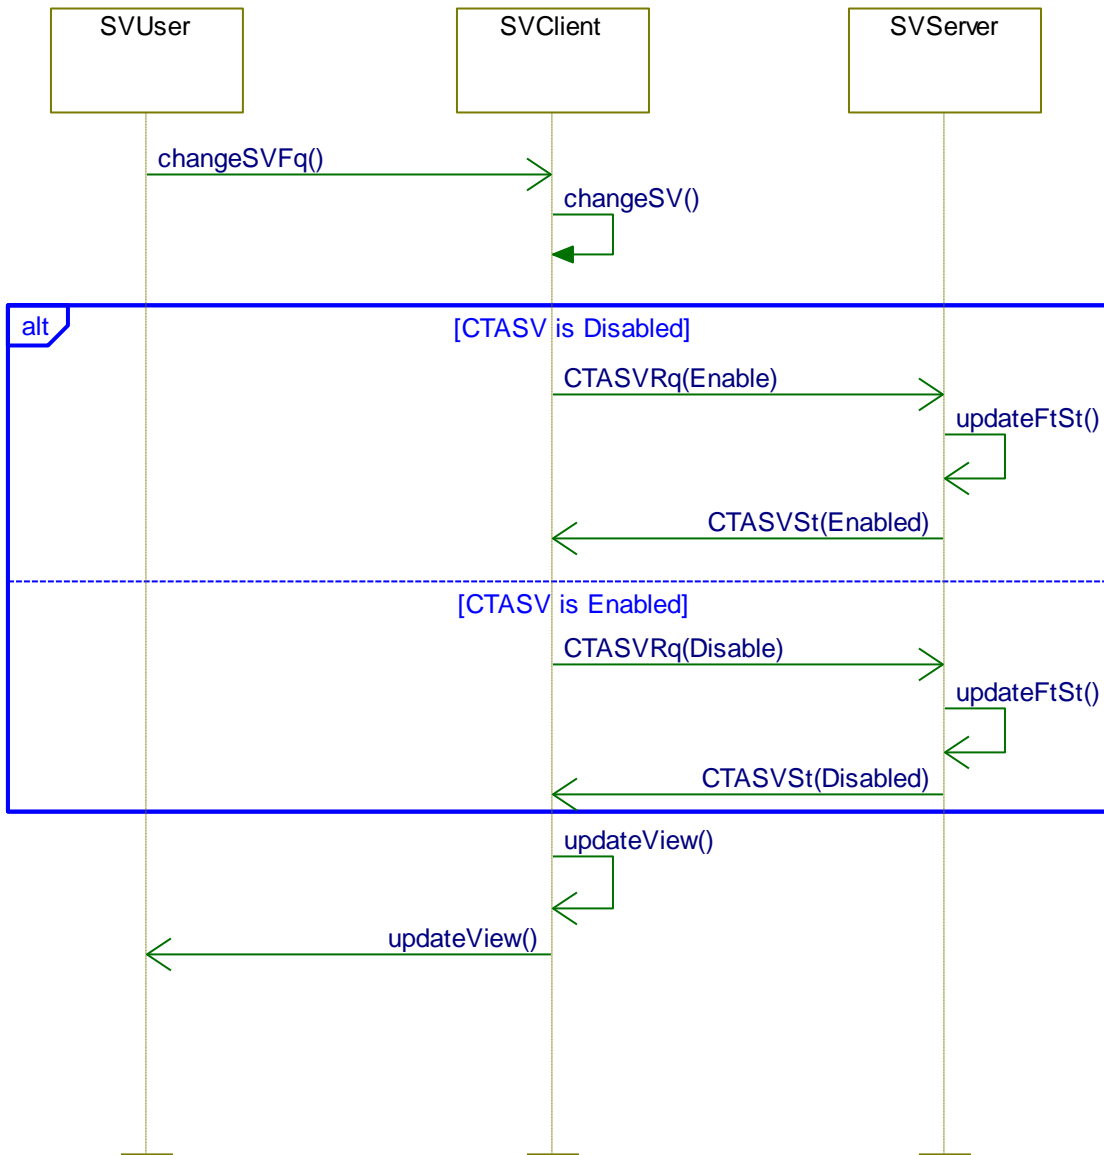 SVUser
SVClient
SVServer
changeSVFq()
changeSV()
alt
[CTASV is Disabled]
CTASVRq(Enable)
updateFtSt()
CTASVSt(Enabled)
[CTASV is Enabled]
CTASVRq(Disable)
updateFtSt()
CTASVSt(Disabled)
updateView()
updateView()